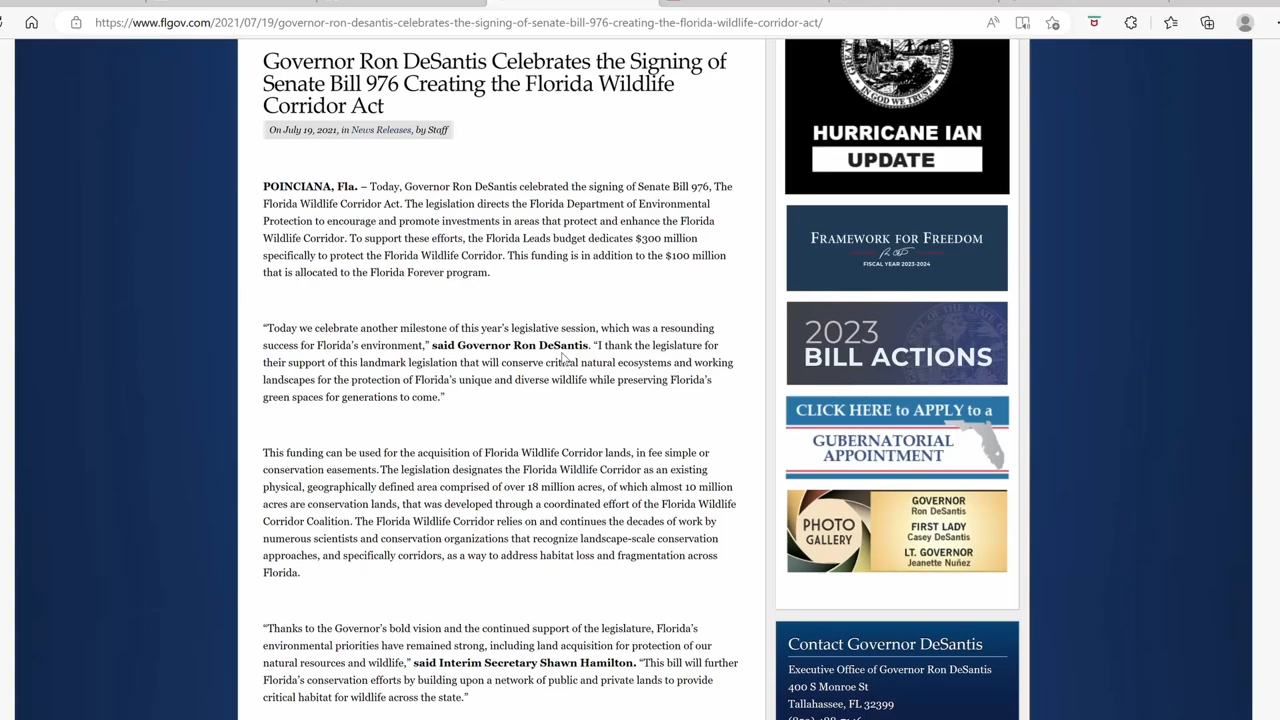 https://www.flgov.com/2021/07/19/governor-ron-desantis-celebrates-the-signing-of-senate-bill-976-creating-the-florida-wildlife-corridor-act/
Governor Ron DeSantis Celebrates the Signing of
Senate Bill 976 Creating the Florida Wildlife
Corridor Act
On July 19, 2021, in News Releases, by Staff
POINCIANA, Fla. – Today, Governor Ron DeSantis celebrated the signing of Senate Bill 976, The
Florida Wildlife Corridor Act. The legislation directs the Florida Department of Environmental
Protection to encourage and promote investments in areas that protect and enhance the Florida
Wildlife Corridor. To support these efforts, the Florida Leads budget dedicates $300 million
specifically to protect the Florida Wildlife Corridor. This funding is in addition to the $100 million
that is allocated to the Florida Forever program.
“Today we celebrate another milestone of this year’s legislative session, which was a resounding
success for Florida’s environment,” said Governor Ron DeSantis. “I thank the legislature for
their support of this landmark legislation that will conserve critical natural ecosystems and working
landscapes for the protection of Florida’s unique and diverse wildlife while preserving Florida’s
green spaces for generations to come.”
This funding can be used for the acquisition of Florida Wildlife Corridor lands, in fee simple or
conservation easements. The legislation designates the Florida Wildlife Corridor as an existing
physical, geographically defined area comprised of over 18 million acres, of which almost 10 million
acres are conservation lands, that was developed through a coordinated effort of the Florida Wildlife
Corridor Coalition. The Florida Wildlife Corridor relies on and continues the decades of work by
numerous scientists and conservation organizations that recognize landscape-scale conservation
approaches, and specifically corridors, as a way to address habitat loss and fragmentation across
Florida.
“Thanks to the Governor’s bold vision and the continued support of the legislature, Florida’s
environmental priorities have remained strong, including land acquisition for protection of our
natural resources and wildlife,” said Interim Secretary Shawn Hamilton. “This bill will further
Florida’s conservation efforts by building upon a network of public and private lands to provide
critical habitat for wildlife across the state.”
IN GOD WE TRUST
HURRICANE IAN
UPDATE
FRAMEWORK FOR FREEDOM
FISCAL YEAR 2023-2024
2023
BILL ACTIONS
CLICK HERE to APPLY to a
GUBERNATORIAL
APPOINTMENT
PHOTO
GALLERY
GOVERNOR
Ron DeSantis
FIRST LADY
Casey DeSantis
LT. GOVERNOR
Jeanette Nuñez
Contact Governor DeSantis
Executive Office of Governor Ron DeSantis
400 S Monroe St
Tallahassee, FL 32399